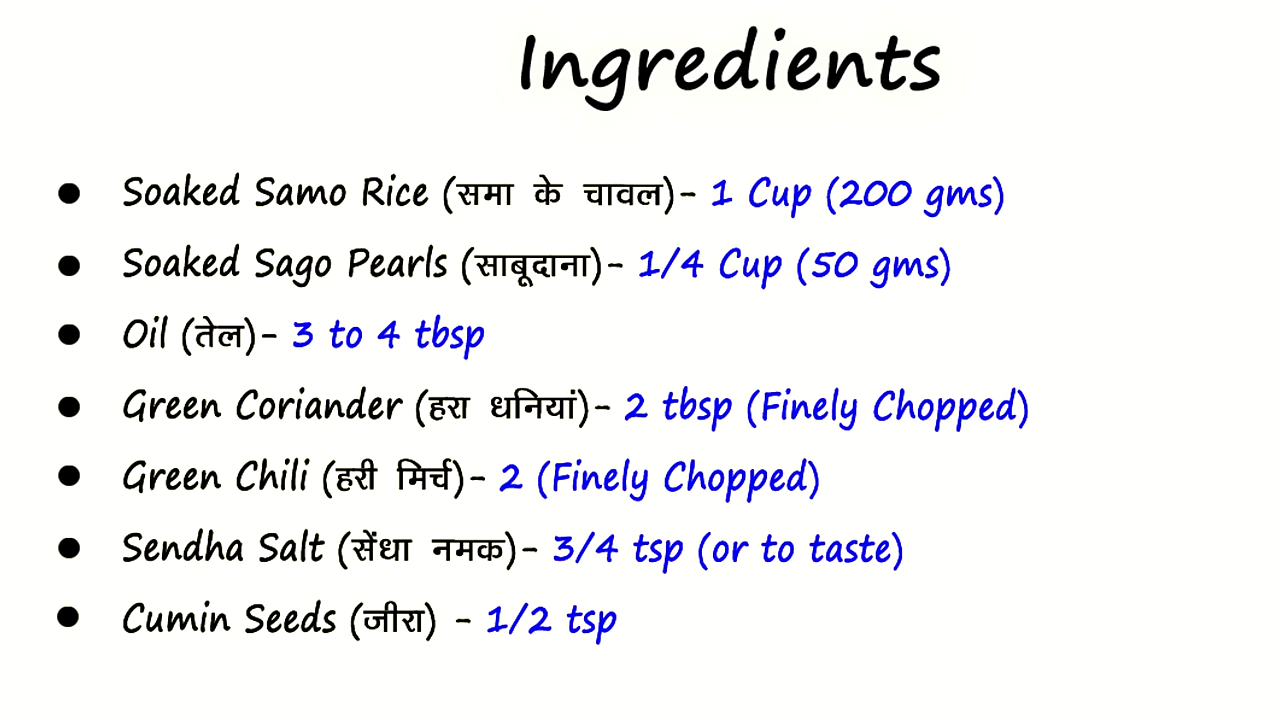 Ingredients
● Soaked Samo Rice (समा के चावल)- 1 Cup (200 gms)
● Soaked Sago Pearls (साबूदाना)- 1/4 Cup (50 gms)
● Oil (तेल)- 3 to 4 tbsp
● Green Coriander (हरा धनियां)- 2 tbsp (Finely Chopped)
● Green Chili (हरी मिर्च)- 2 (Finely Chopped)
● Sendha Salt (सेंधा नमक)- 3/4 tsp (or to taste)
● Cumin Seeds (जीरा) - 1/2 tsp